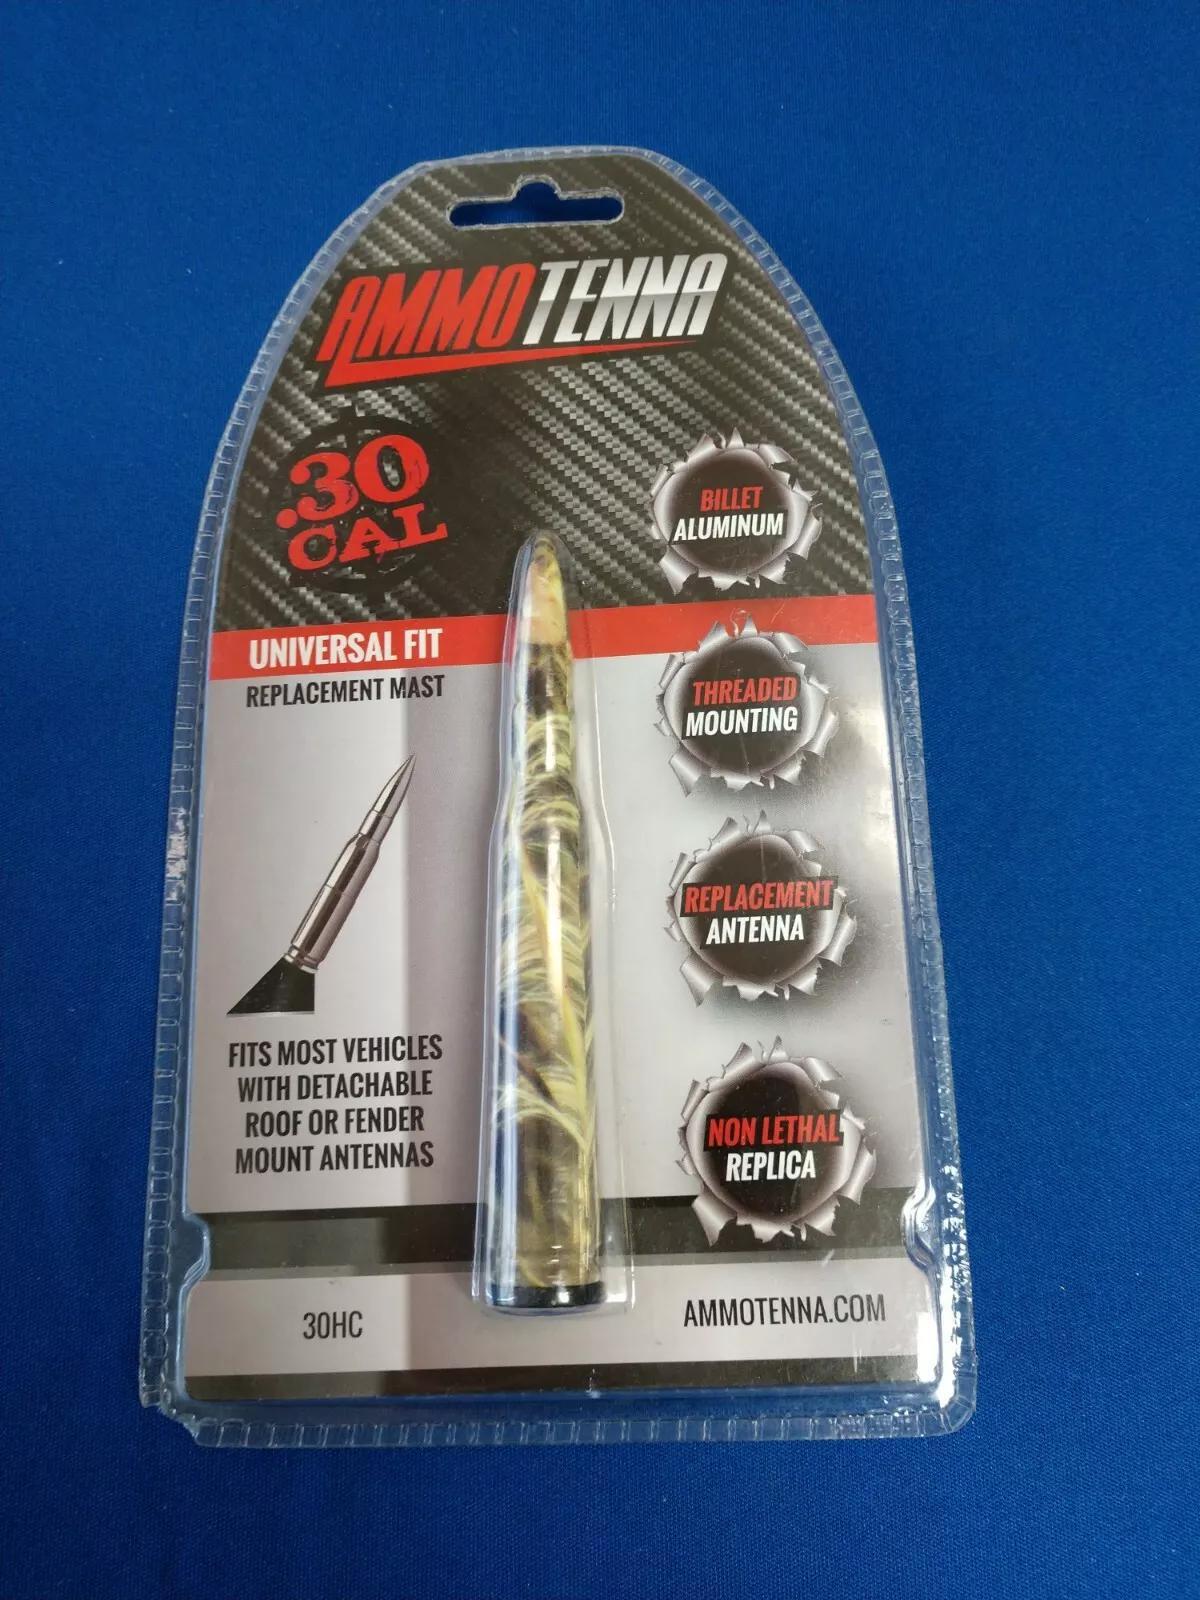 AMMOTENNA
.30
CAL
BILLET
ALUMINUM
UNIVERSAL FIT
REPLACEMENT MAST
THREADED
MOUNTING
REPLACEMENT
ANTENNA
FITS MOST VEHICLES
WITH DETACHABLE
ROOF OR FENDER
MOUNT ANTENNAS
NON LETHAL
REPLICA
30HC
AMMOTENNA.COM